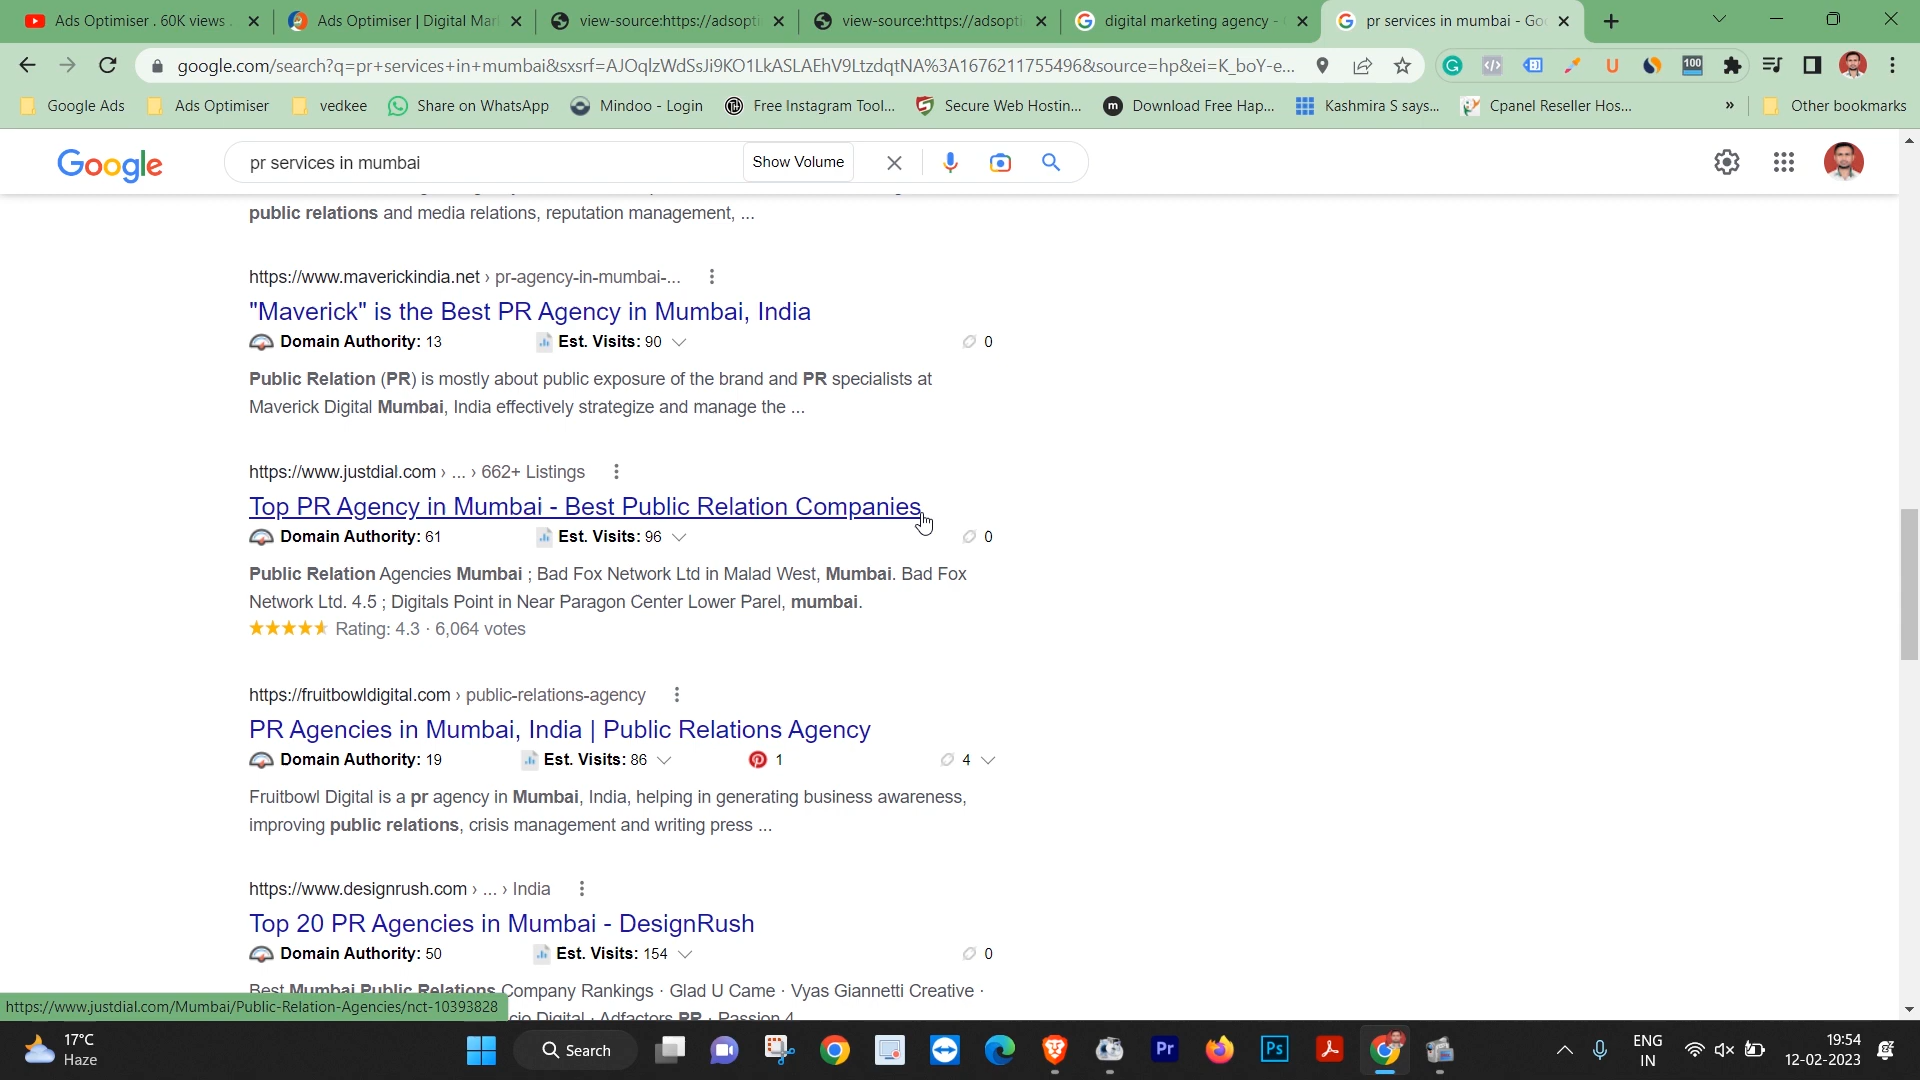 Ads Optimiser . 60K views .
Ads Optimiser | Digital Mar
view-source:https://adsopti
view-source:https://adsopti
digital marketing agency -
pr services in mumbai - Go
google.com/search?q=pr+services+in+mumbai&sxsrf=AJOqlzWdSsJi9KO1LkASLAEhV9LtzdqtNA%3A1676211755496&source=hp&ei=K_boY-e...
100
Google Ads
Ads Optimiser
vedkee
Share on WhatsApp
Mindoo - Login
Free Instagram Tool...
Secure Web Hostin...
Download Free Hap...
Kashmira S says...
Cpanel Reseller Hos...
»
Other bookmarks
Google
pr services in mumbai
Show Volume
public relations and media relations, reputation management, ...
https://www.maverickindia.net › pr-agency-in-mumbai-...
"Maverick" is the Best PR Agency in Mumbai, India
Domain Authority: 13 Est. Visits: 90 0
Public Relation (PR) is mostly about public exposure of the brand and PR specialists at
Maverick Digital Mumbai, India effectively strategize and manage the ...
https://www.justdial.com › ... › 662+ Listings
Top PR Agency in Mumbai - Best Public Relation Companies
Domain Authority: 61 Est. Visits: 96 0
Public Relation Agencies Mumbai ; Bad Fox Network Ltd in Malad West, Mumbai. Bad Fox
Network Ltd. 4.5 ; Digitals Point in Near Paragon Center Lower Parel, mumbai.
Rating: 4.3 · 6,064 votes
https://fruitbowldigital.com › public-relations-agency
PR Agencies in Mumbai, India | Public Relations Agency
Domain Authority: 19 Est. Visits: 86 1 4
Fruitbowl Digital is a pr agency in Mumbai, India, helping in generating business awareness,
improving public relations, crisis management and writing press ...
https://www.designrush.com › ... › India
Top 20 PR Agencies in Mumbai - DesignRush
Domain Authority: 50 Est. Visits: 154 0
Best Mumbai Public Relations Company Rankings · Glad U Came · Vyas Giannetti Creative ·
Digital · Adfactors PR · Passion 4
https://www.justdial.com/Mumbai/Public-Relation-Agencies/nct-10393828
17°C
Haze
Search
Pr
Ps
ENG
IN
19:54
12-02-2023